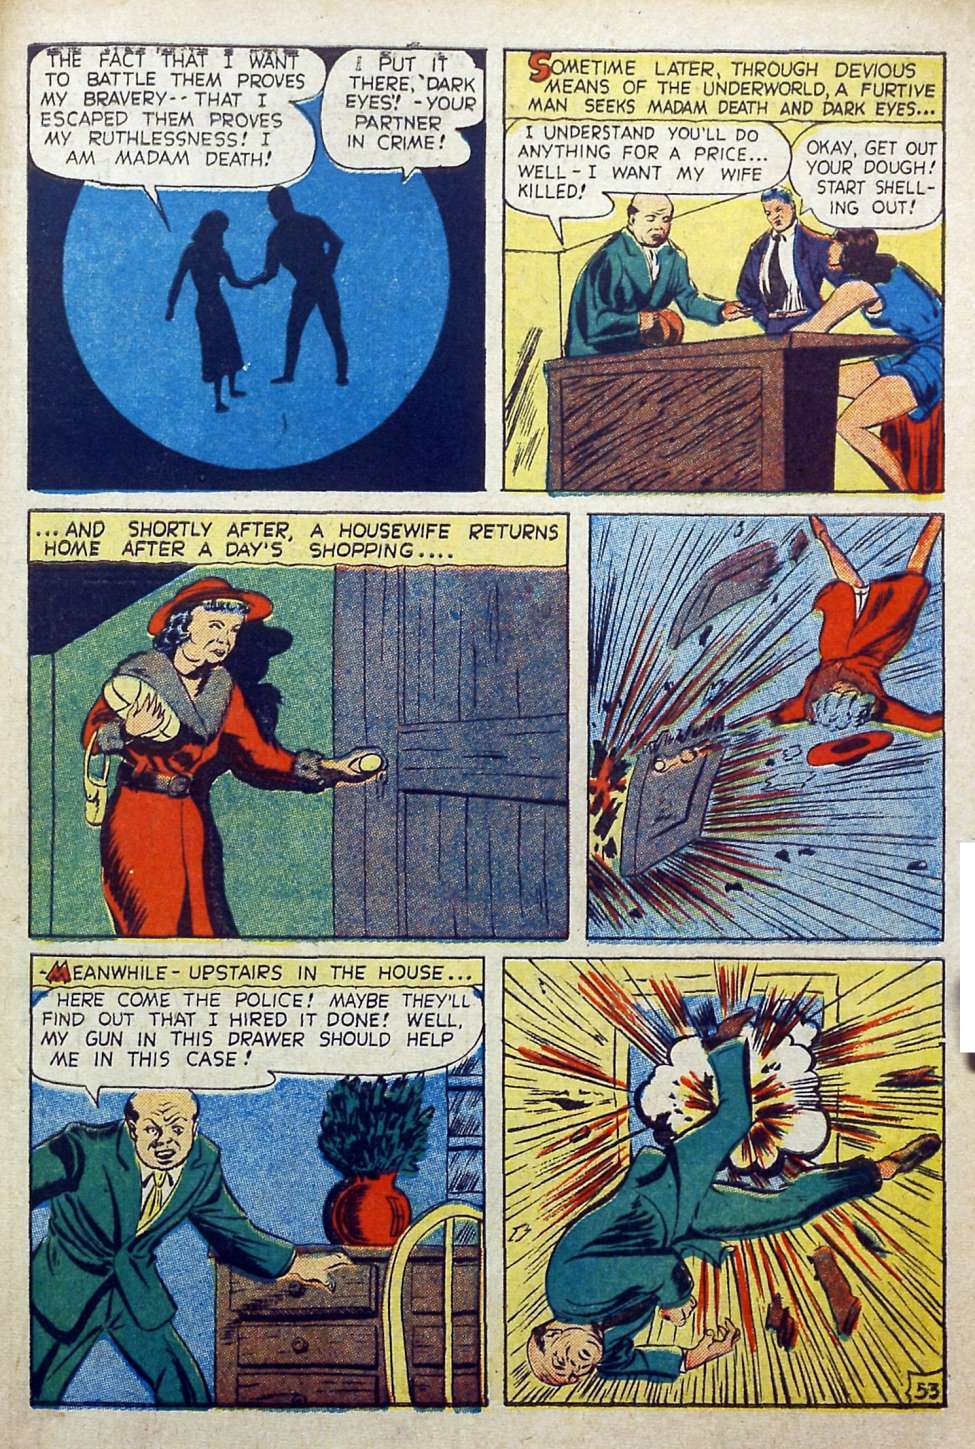 THE FACT THAT I WANT
TO BATTLE THEM PROVES
MY BRAVERY-- THAT I
ESCAPED THEM PROVES
MY RUTHLESSNESS! I
AM MADAM DEATH!
I PUT IT
THERE, 'DARK
EYES'! - YOUR
PARTNER
IN CRIME!
SOMETIME LATER, THROUGH DEVIOUS
MEANS OF THE UNDERWORLD, A FURTIVE
MAN SEEKS MADAM DEATH AND DARK EYES...
I UNDERSTAND YOU'LL DO
ANYTHING FOR A PRICE...
WELL - I WANT MY WIFE
KILLED!
OKAY, GET OUT
YOUR DOUGH!
START SHELL-
ING OUT!
...AND SHORTLY AFTER, A HOUSEWIFE RETURNS
HOME AFTER A DAY'S SHOPPING....
-MEANWHILE- UPSTAIRS IN THE HOUSE...
HERE COME THE POLICE! MAYBE THEY'LL
FIND OUT THAT I HIRED IT DONE! WELL,
MY GUN IN THIS DRAWER SHOULD HELP
ME IN THIS CASE!
53